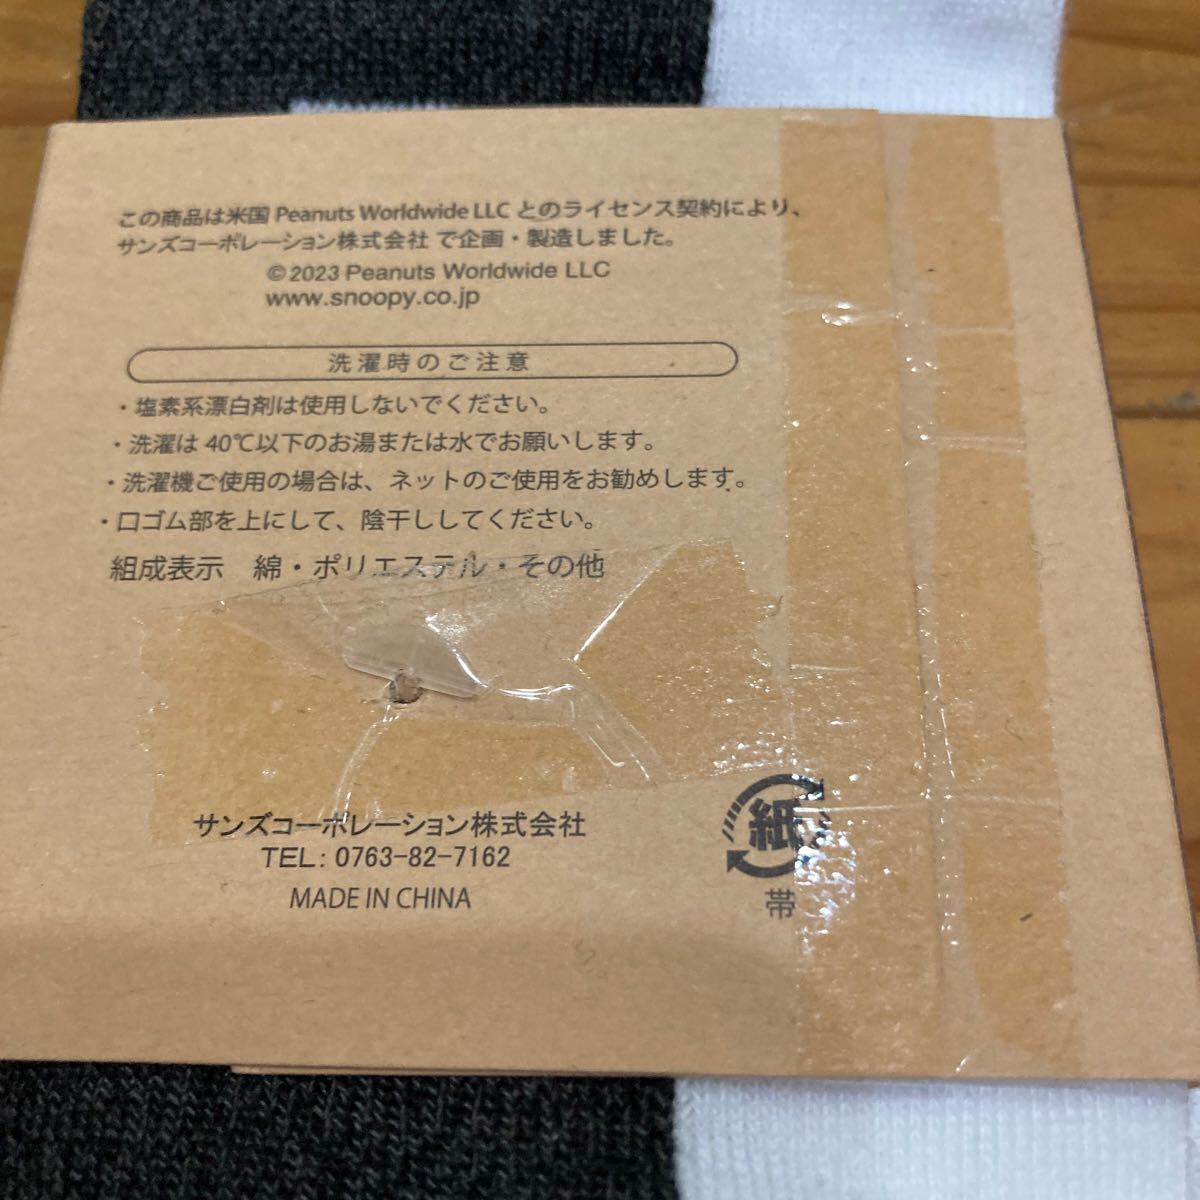 この商品は米国 Peanuts Worldwide LLC とのライセンス契約により、
サンズコーポレーション株式会社 で企画・製造しました。
©2023 Peanuts Worldwide LLC
www.snoopy.co.jp
洗濯時のご注意
・塩素系漂白剤は使用しないでください。
・洗濯は 40℃以下のお湯または水でお願いします。
・洗濯機ご使用の場合は、ネットのご使用をお勧めします。
・口ゴム部を上にして、陰干ししてください。
組成表示　綿・ポリエステル・その他
サンズコーポレーション株式会社
TEL: 0763-82-7162
MADE IN CHINA
紙
帯